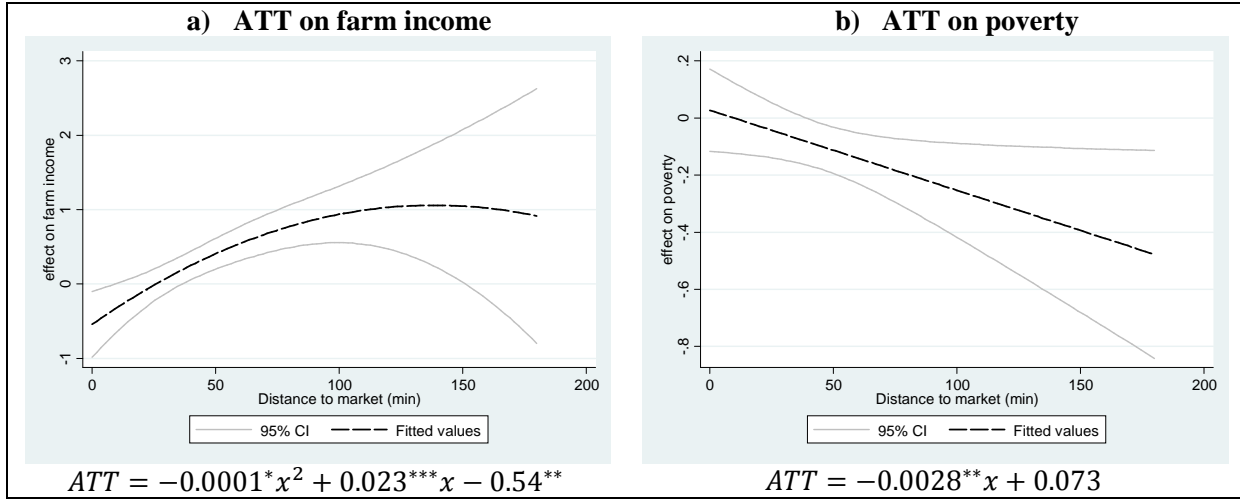 a) ATT on farm income
effect on farm income
3
2
1
0
-1
0 50 100 150 200
Distance to market (min)
95% CI Fitted values
ATT = −0.0001*x² + 0.023***x − 0.54**
b) ATT on poverty
effect on poverty
.2
0
-.2
-.4
-.6
-.8
0 50 100 150 200
Distance to market (min)
95% CI Fitted values
ATT = −0.0028**x + 0.073